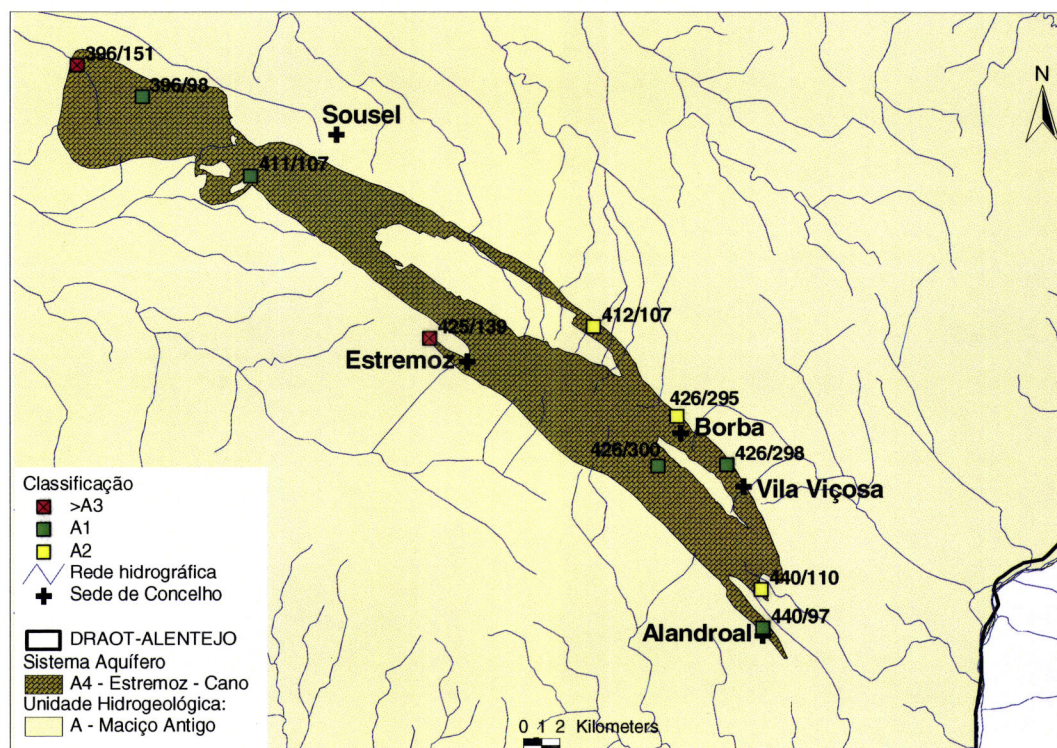 396/151
396/98
N
Sousel
411/107
412/107
425/139
Estremoz
426/295
Borba
426/300
426/298
Vila Viçosa
440/110
440/97
Alandroal
Classificação
>A3
A1
A2
Rede hidrográfica
Sede de Concelho
DRAOT-ALENTEJO
Sistema Aquífero
A4 - Estremoz - Cano
Unidade Hidrogeológica:
A - Maciço Antigo
0 1 2 Kilometers